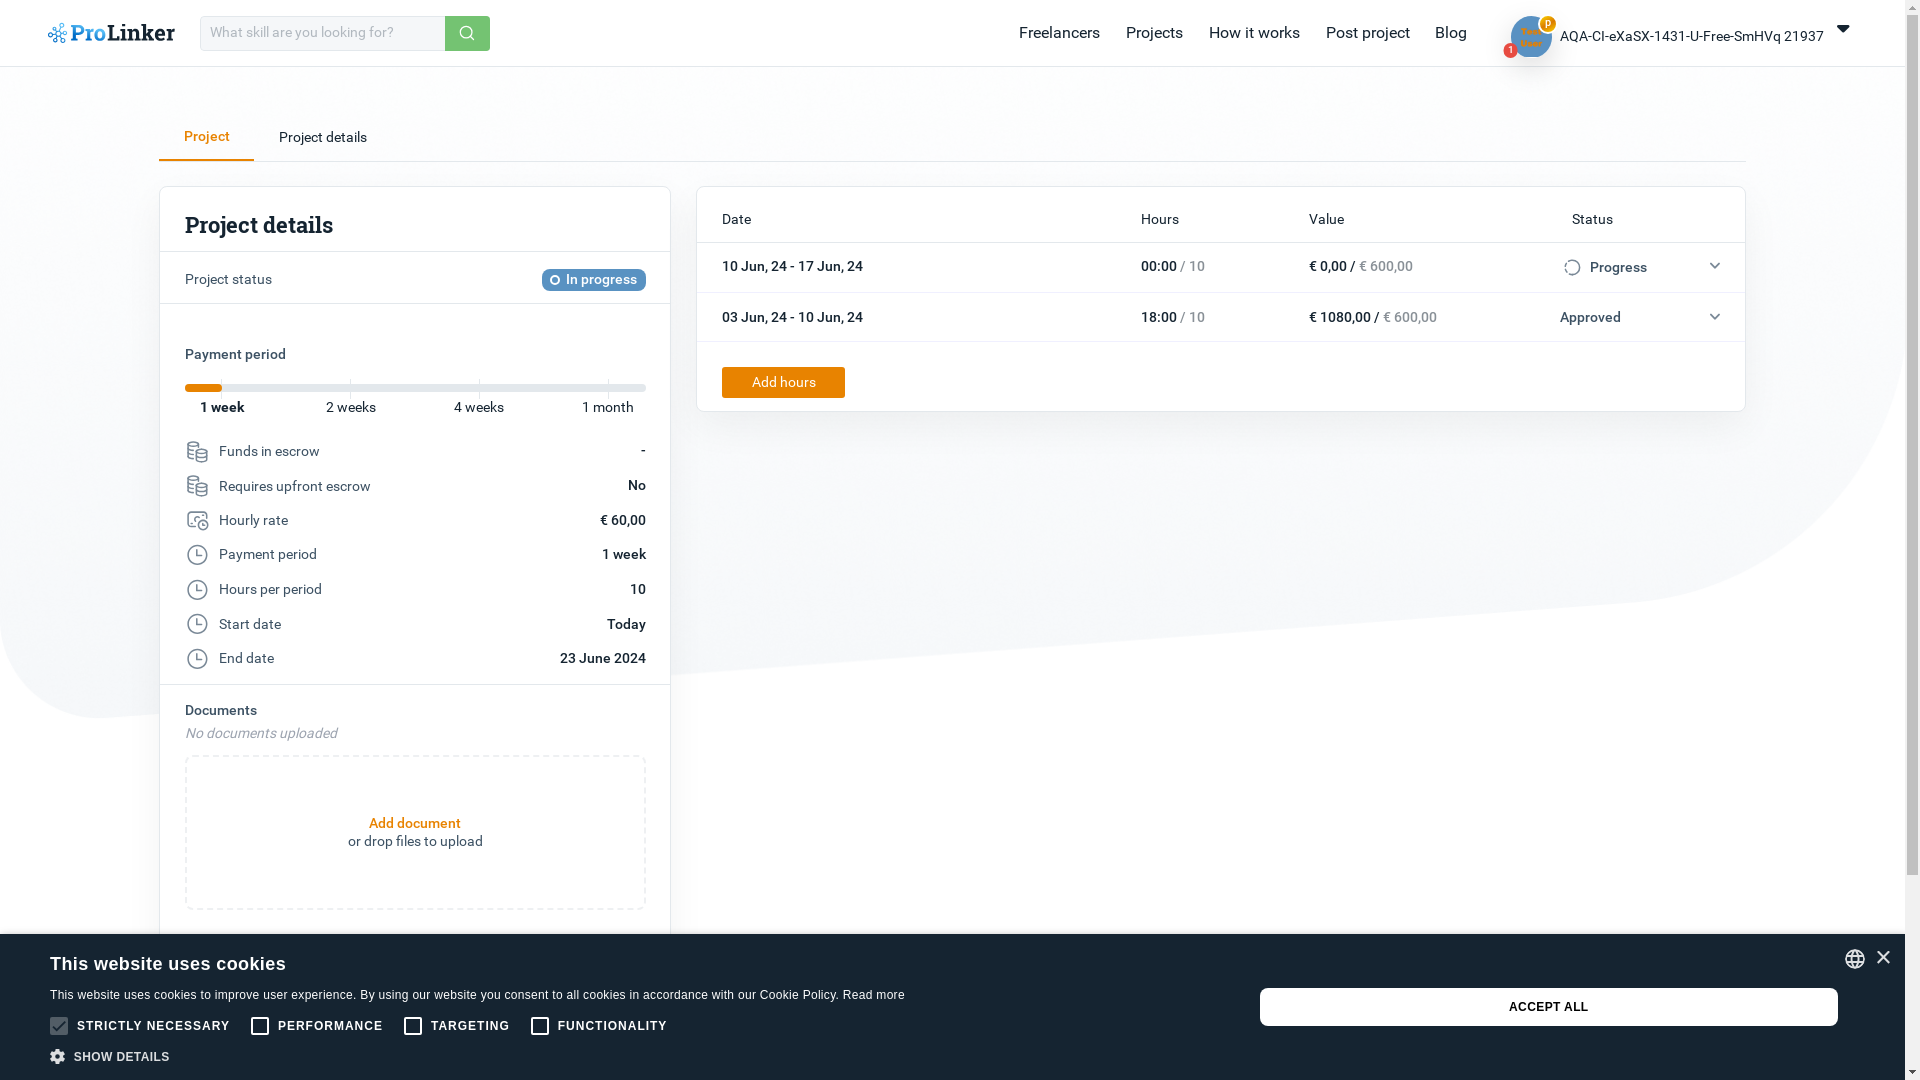 ProLinker
What skill are you looking for?
Freelancers
Projects
How it works
Post project
Blog
p
1
AQA-CI-eXaSX-1431-U-Free-SmHVq 21937
Project
Project details
Project details
Project status
In progress
Payment period
1 week
2 weeks
4 weeks
1 month
Funds in escrow
-
Requires upfront escrow
No
Hourly rate
€ 60,00
Payment period
1 week
Hours per period
10
Start date
Today
End date
23 June 2024
Documents
No documents uploaded
Add document
or drop files to upload
Date
Hours
Value
Status
10 Jun, 24 - 17 Jun, 24
00:00 / 10
€ 0,00 / € 600,00
Progress
03 Jun, 24 - 10 Jun, 24
18:00 / 10
€ 1080,00 / € 600,00
Approved
Add hours
This website uses cookies
This website uses cookies to improve user experience. By using our website you consent to all cookies in accordance with our Cookie Policy. Read more
STRICTLY NECESSARY
PERFORMANCE
TARGETING
FUNCTIONALITY
SHOW DETAILS
ACCEPT ALL